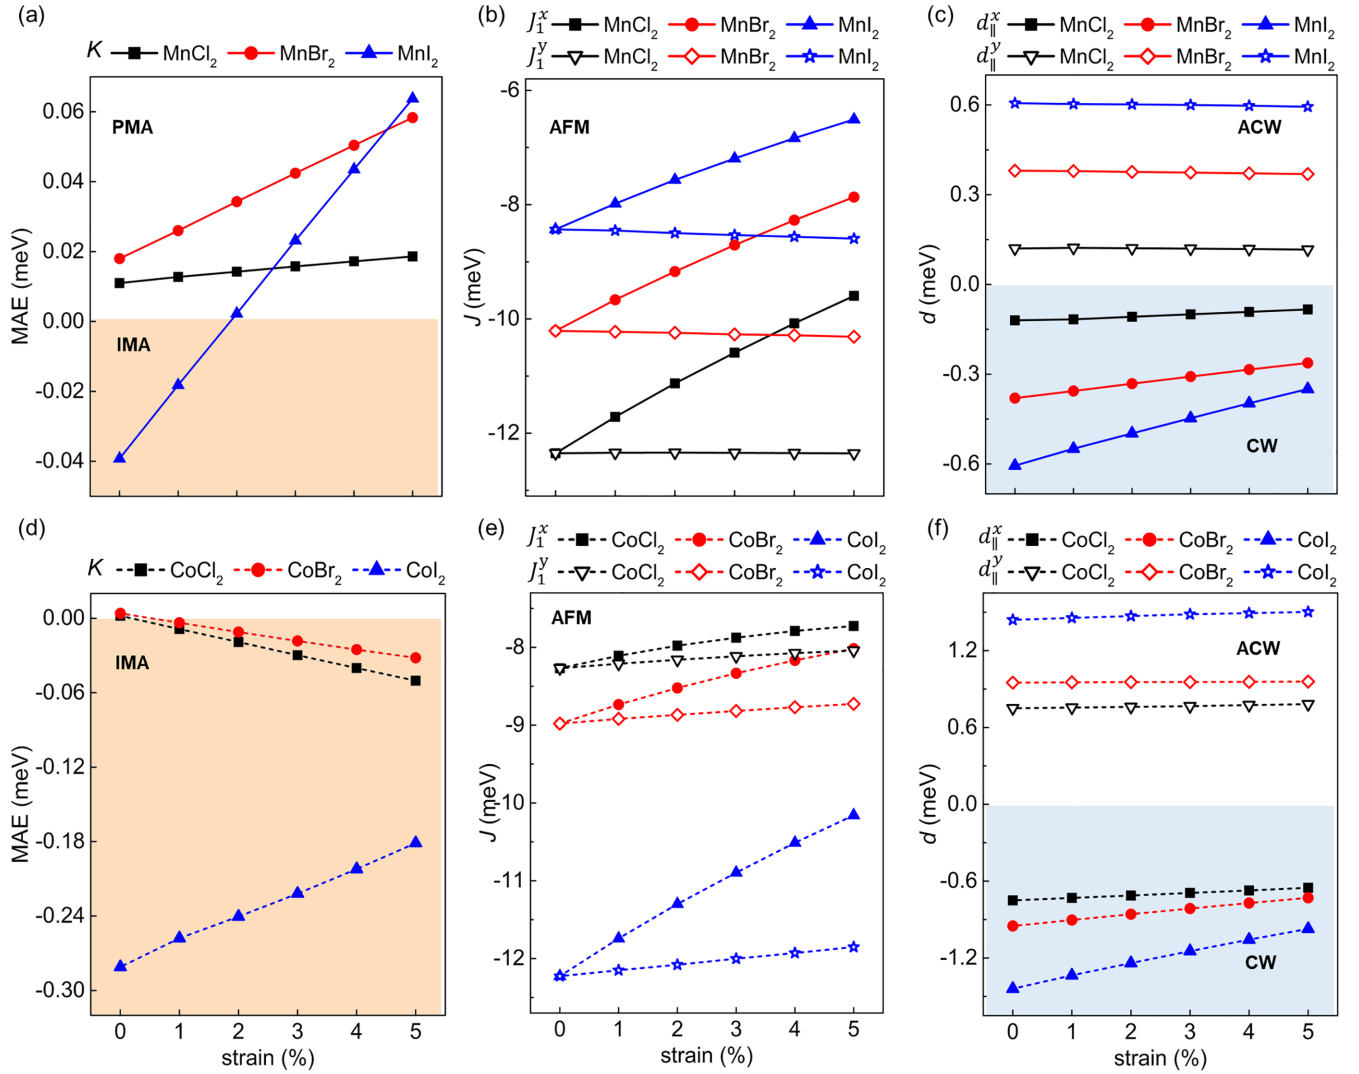 (a)
K MnCl₂ MnBr₂ MnI₂
0.06
0.04
0.02
0.00
-0.02
-0.04
MAE (meV)
PMA
IMA
(b)
J₁ˣ MnCl₂ MnBr₂ MnI₂
J₁ʸ MnCl₂ MnBr₂ MnI₂
-6
-8
-10
-12
J (meV)
AFM
(c)
d∥ˣ MnCl₂ MnBr₂ MnI₂
d∥ʸ MnCl₂ MnBr₂ MnI₂
0.6
0.3
0.0
-0.3
-0.6
d (meV)
ACW
CW
(d)
K CoCl₂ CoBr₂ CoI₂
0.00
-0.06
-0.12
-0.18
-0.24
-0.30
MAE (meV)
IMA
0 1 2 3 4 5
strain (%)
(e)
J₁ˣ CoCl₂ CoBr₂ CoI₂
J₁ʸ CoCl₂ CoBr₂ CoI₂
-8
-9
-10
-11
-12
J (meV)
AFM
0 1 2 3 4 5
strain (%)
(f)
d∥ˣ CoCl₂ CoBr₂ CoI₂
d∥ʸ CoCl₂ CoBr₂ CoI₂
1.2
0.6
0.0
-0.6
-1.2
d (meV)
ACW
CW
0 1 2 3 4 5
strain (%)